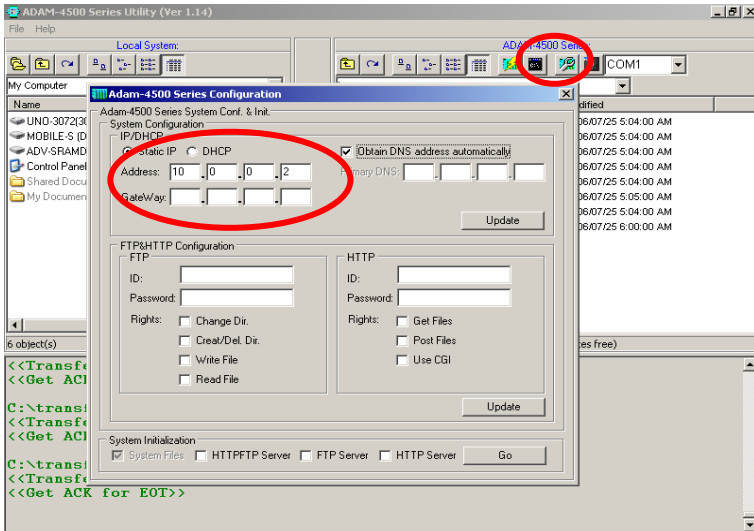 ADAM-4500 Series Utility (Ver 1.14)
File Help
Local System:
ADAM-4500 Series:
COM1
My Computer
Name
UNO-3072(3
MOBILE-S (D
ADV-SRAMD
Control Panel
Shared Docu
My Documen
6 object(s)
Adam-4500 Series Configuration
Adam-4500 Series System Conf. & Init.
System Configuration
IP/DHCP
Static IP DHCP
Obtain DNS address automatically
Address: 10 . 0 . 0 . 2
Primary DNS: . . .
GateWay: . . .
Update
FTP&HTTP Configuration
FTP
ID:
Password:
Rights: Change Dir.
Creat/Del. Dir.
Write File
Read File
HTTP
ID:
Password:
Rights: Get Files
Post Files
Use CGI
Update
System Initialization
System Files HTTPFTP Server FTP Server HTTP Server Go
dified
06/07/25 5:04:00 AM
06/07/25 5:04:00 AM
06/07/25 5:04:00 AM
06/07/25 5:04:00 AM
06/07/25 5:05:00 AM
06/07/25 5:04:00 AM
06/07/25 6:00:00 AM
es free)
<<Transfe
<<Get ACK
C:\transf
<<Transfe
<<Get ACK
C:\transf
<<Transfe
<<Get ACK for EOT>>